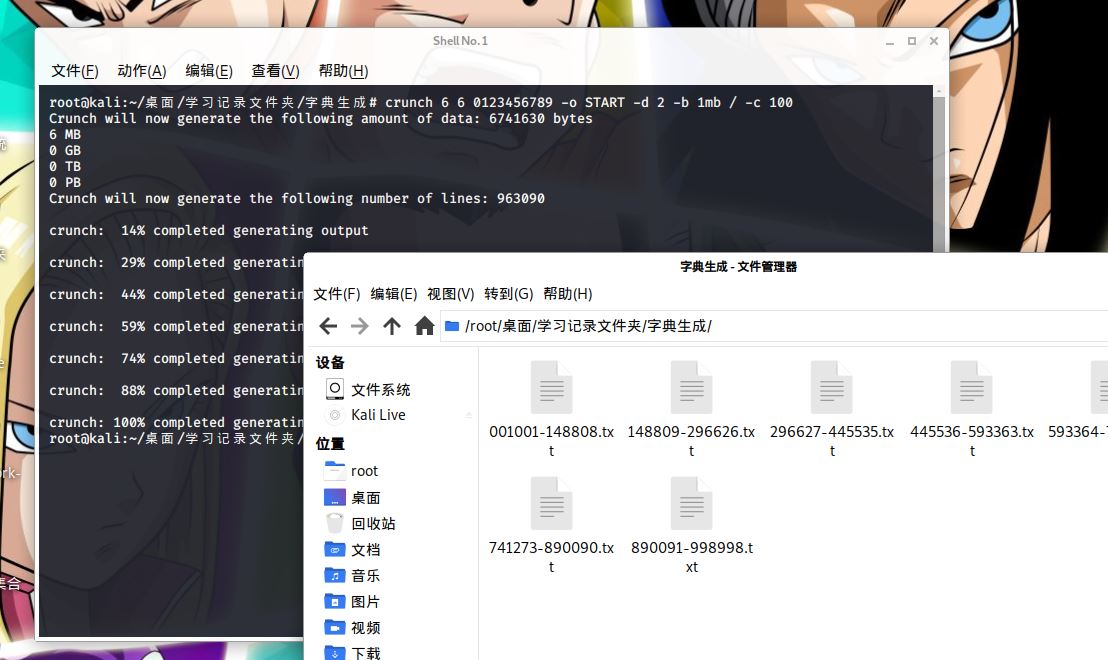 Shell No. 1
文件(F) 动作(A) 编辑(E) 查看(V) 帮助(H)
root@kali:~/桌面/学习记录文件夹/字典生成# crunch 6 6 0123456789 -o START -d 2 -b 1mb / -c 100
Crunch will now generate the following amount of data: 6741630 bytes
6 MB
0 GB
0 TB
0 PB
Crunch will now generate the following number of lines: 963090
crunch:  14% completed generating output
crunch:  29% completed generatin
crunch:  44% completed generatin
crunch:  59% completed generatin
crunch:  74% completed generatin
crunch:  88% completed generatin
crunch: 100% completed generatin
root@kali:~/桌面/学习记录文件夹/
字典生成 - 文件管理器
文件(F) 编辑(E) 视图(V) 转到(G) 帮助(H)
/root/桌面/学习记录文件夹/字典生成/
设备
文件系统
Kali Live
位置
root
桌面
回收站
文档
音乐
图片
视频
下载
001001-148808.tx
t
148809-296626.tx
t
296627-445535.tx
t
445536-593363.tx
t
593364-
741273-890090.tx
t
890091-998998.t
xt
rk-
集合